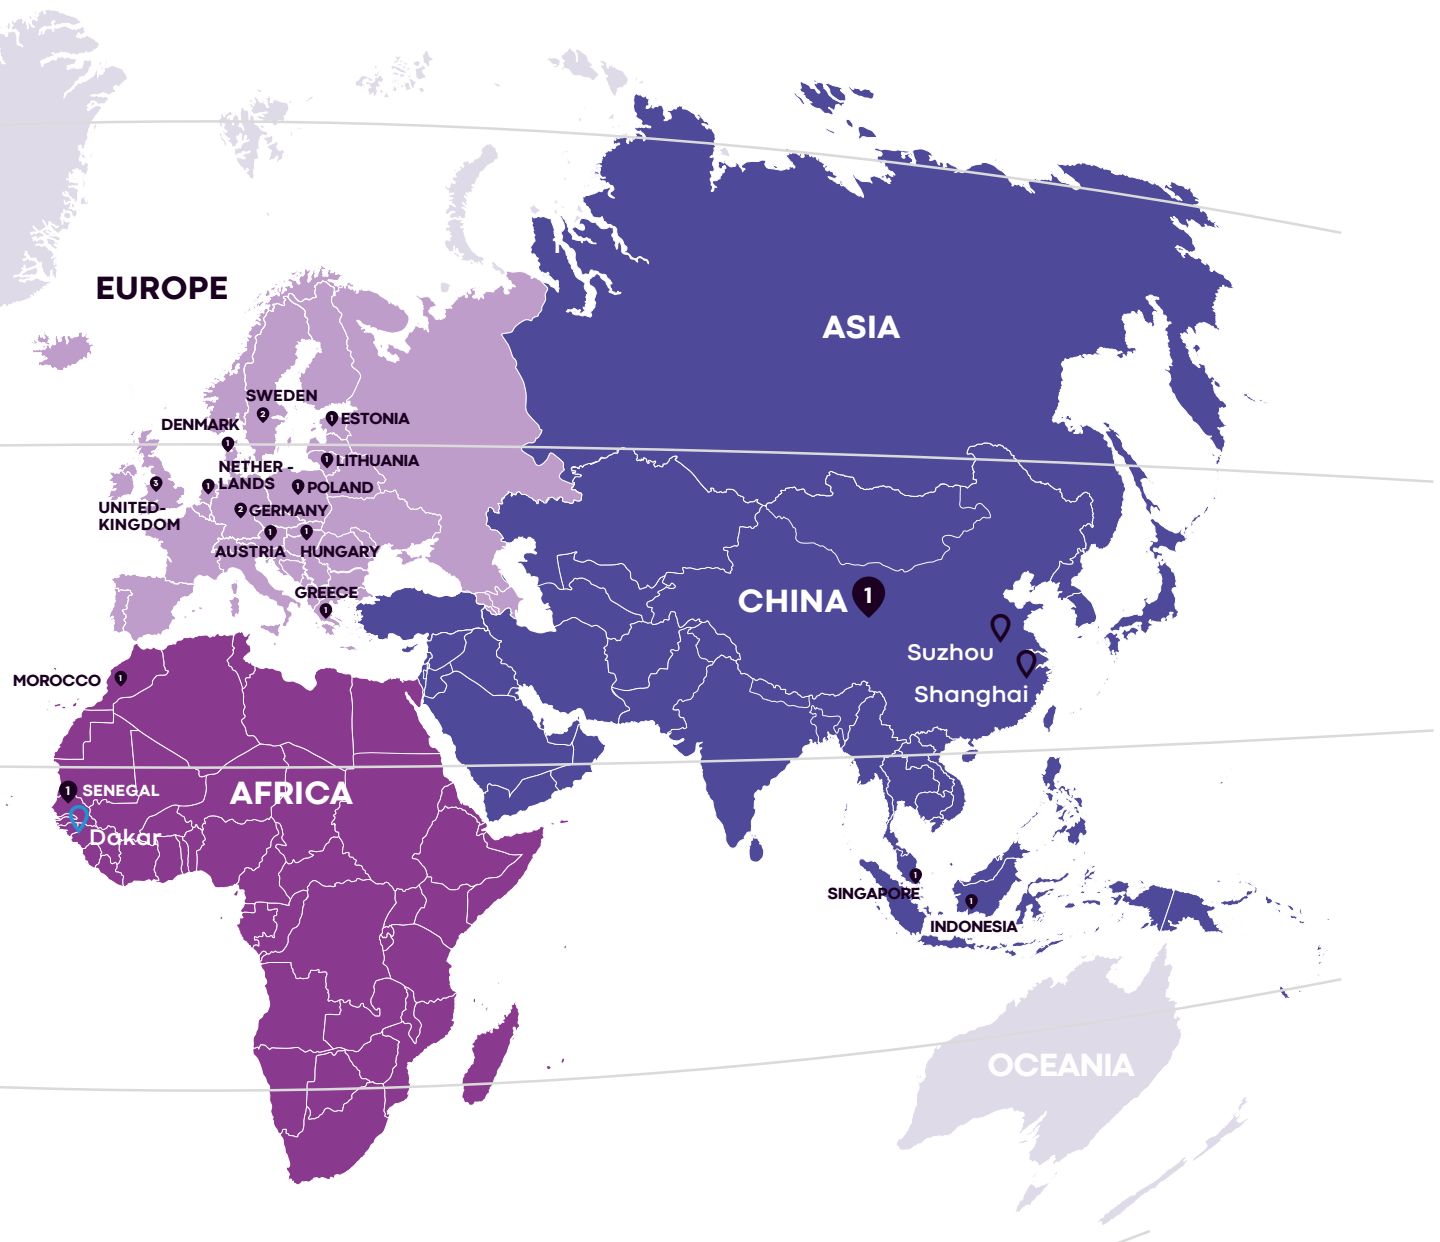 EUROPE
ASIA
SWEDEN
2
1 ESTONIA
DENMARK
1
1 LITHUANIA
NETHER -
1 LANDS
1 POLAND
3
UNITED-
KINGDOM
2 GERMANY
1
AUSTRIA
1
HUNGARY
GREECE
1
CHINA 1
Suzhou
Shanghai
MOROCCO 1
1 SENEGAL
AFRICA
Dakar
1
SINGAPORE
1
INDONESIA
OCEANIA